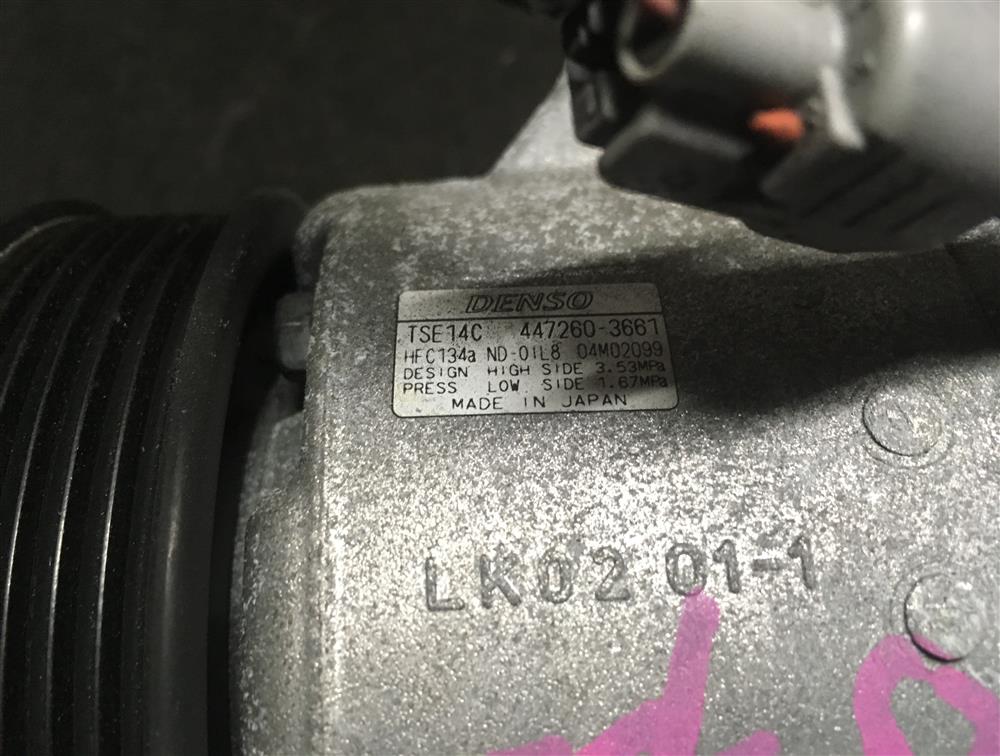 DENSO
TSE14C 447260-3661
HFC134a ND-OIL8 04M02099
DESIGN HIGH SIDE 3.53MPa
PRESS LOW SIDE 1.67MPa
MADE IN JAPAN
LK02 01-1